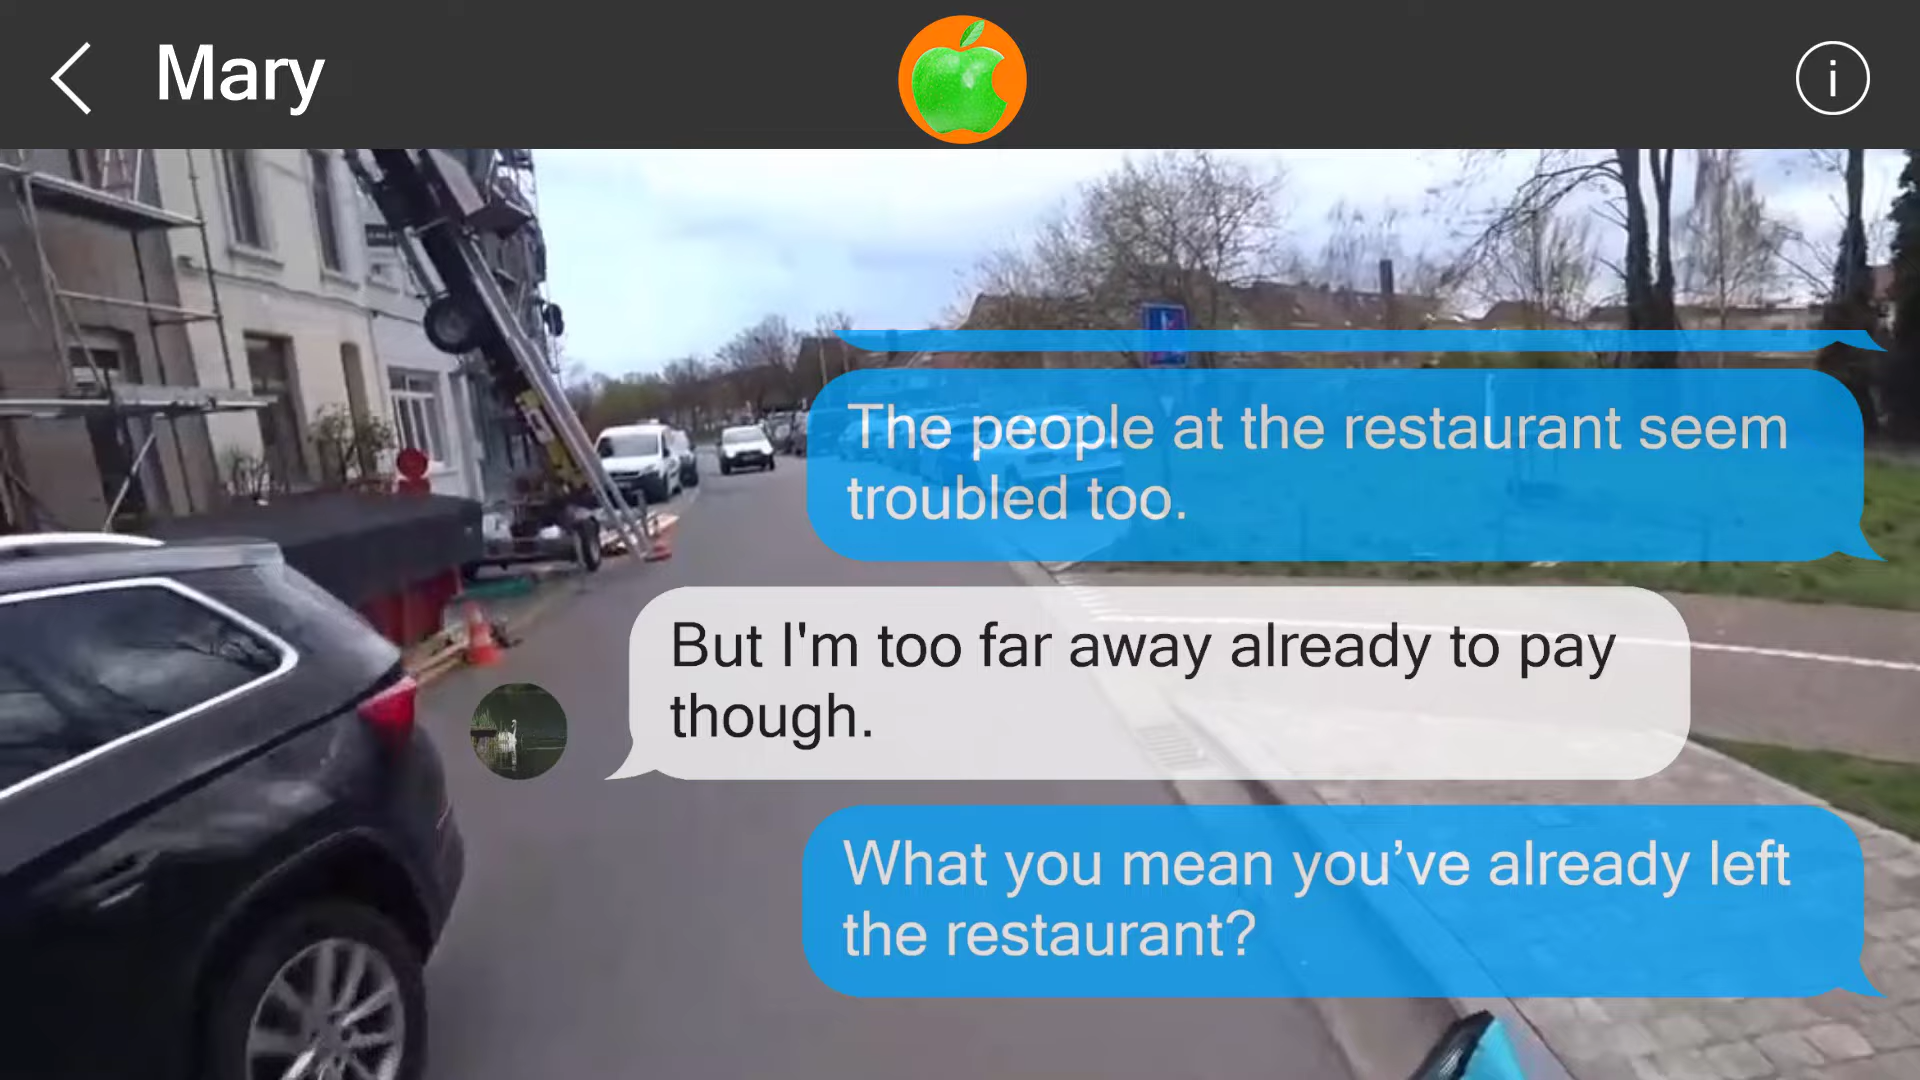 Mary
The people at the restaurant seem
troubled too.
But I'm too far away already to pay
though.
What you mean you’ve already left
the restaurant?